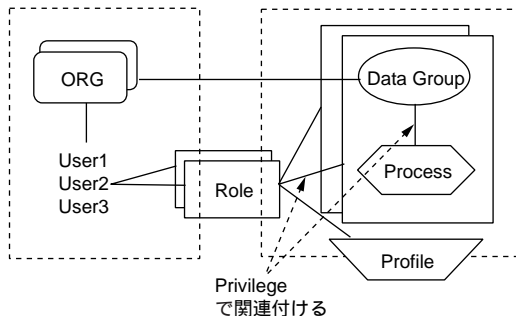 ORG
Data Group
User1
User2
User3
Role
Process
Profile
Privilege
で関連付ける